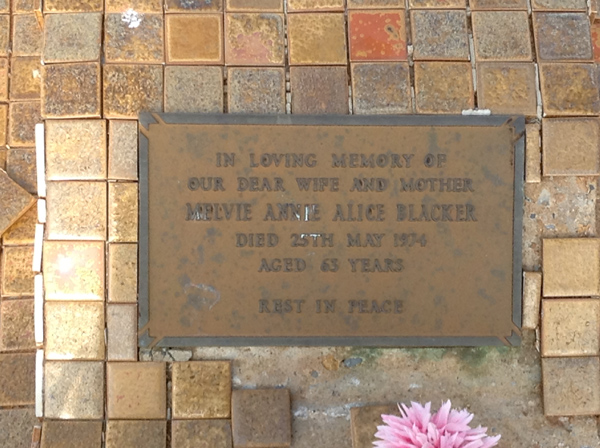 IN LOVING MEMORY OF
OUR DEAR WIFE AND MOTHER
MELVIE ANNIE ALICE BLACKER
DIED 25TH MAY 1974
AGED 65 YEARS
REST IN PEACE